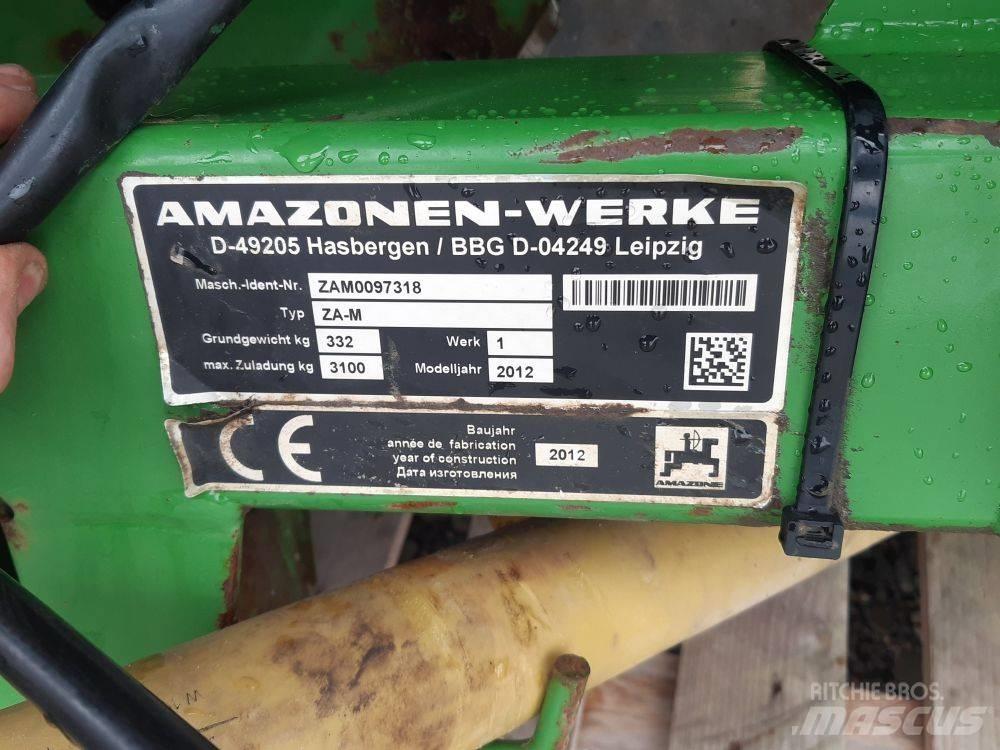 AMAZONEN-WERKE
D-49205 Hasbergen / BBG D-04249 Leipzig
Masch.-Ident-Nr. ZAM0097318
Typ ZA-M
Grundgewicht kg 332 Werk 1
max. Zuladung kg 3100 Modelljahr 2012
CE
Baujahr
année de fabrication
year of construction 2012
Дата изготовления
AMAZONE
RITCHIE BROS.
MASCUS